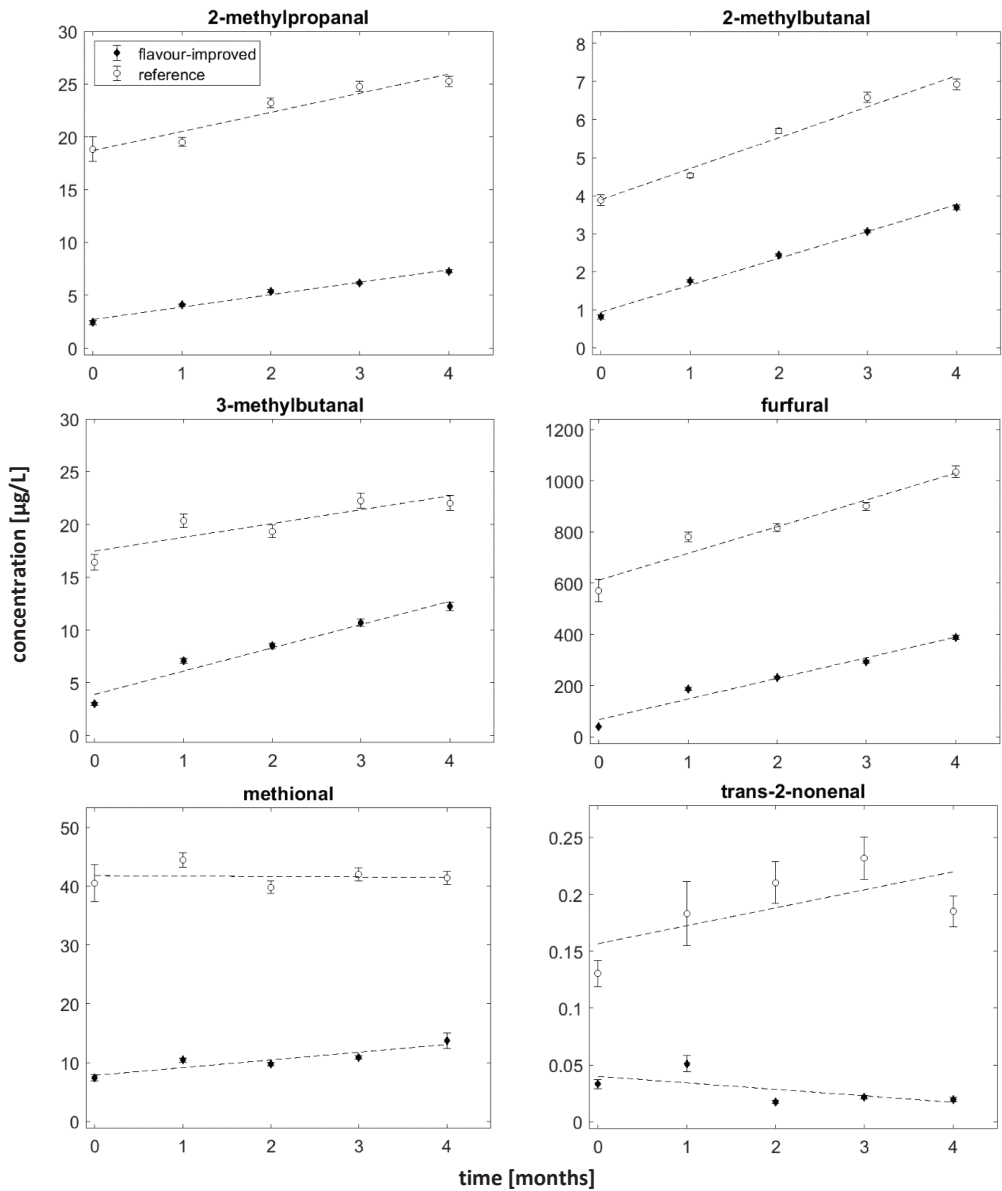 2-methylpropanal
30
25
20
15
10
5
0
0 1 2 3 4
flavour-improved
reference
2-methylbutanal
8
7
6
5
4
3
2
1
0
0 1 2 3 4
3-methylbutanal
30
25
20
15
10
5
0
0 1 2 3 4
furfural
1200
1000
800
600
400
200
0
0 1 2 3 4
concentration [µg/L]
methional
50
40
30
20
10
0
0 1 2 3 4
trans-2-nonenal
0.25
0.2
0.15
0.1
0.05
0
0 1 2 3 4
time [months]